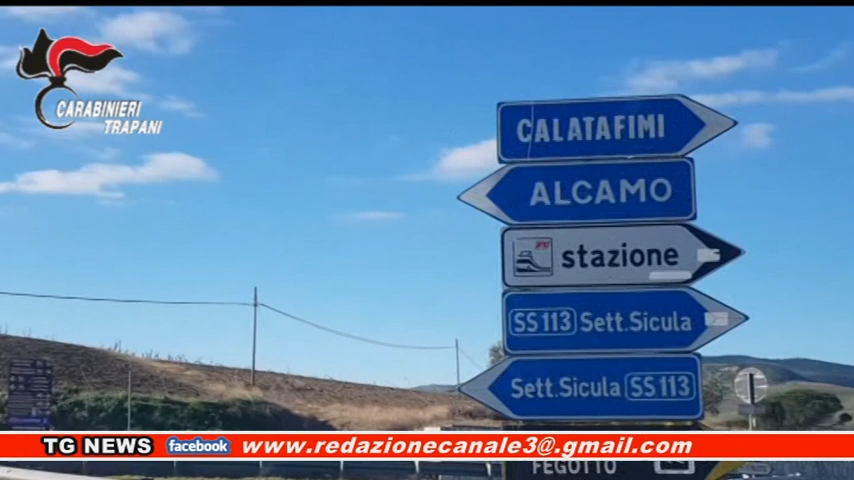 CARABINIERI
TRAPANI
CALATAFIMI
ALCAMO
stazione
SS 113 Sett. Sicula
Sett. Sicula SS 113
TG NEWS facebook www.redazionecanale3@.gmail.com
FEGOTTO